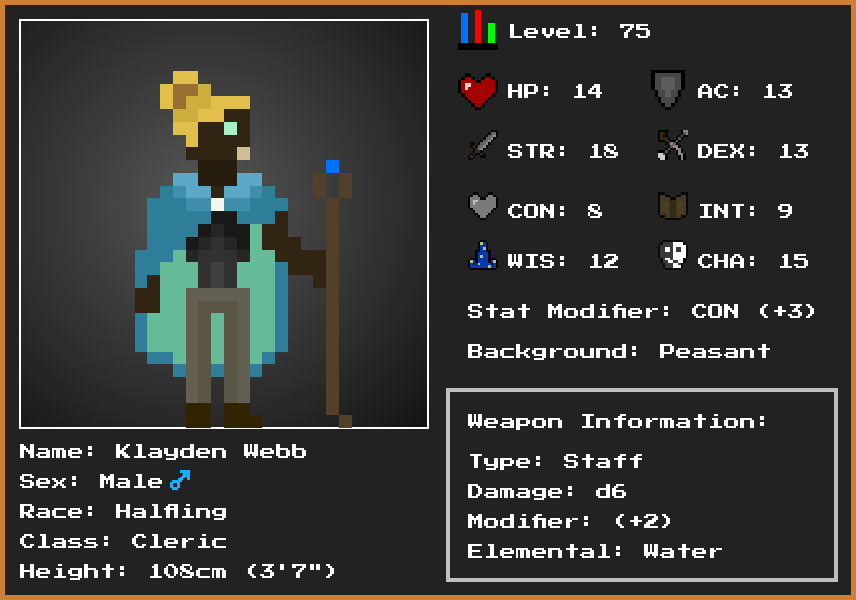 Level: 75
HP: 14 AC: 13
STR: 18 DEX: 13
CON: 8 INT: 9
WIS: 12 CHA: 15
Stat Modifier: CON (+3)
Background: Peasant
Weapon Information:
Type: Staff
Damage: d6
Modifier: (+2)
Elemental: Water
Name: Klayden Webb
Sex: Male ♂
Race: Halfling
Class: Cleric
Height: 108cm (3'7")